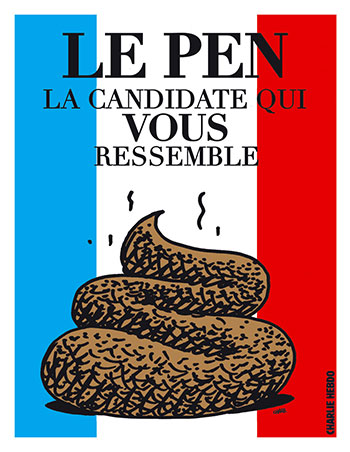 LE PEN
LA CANDIDATE QUI
VOUS
RESSEMBLE
CHARLIE HEBDO